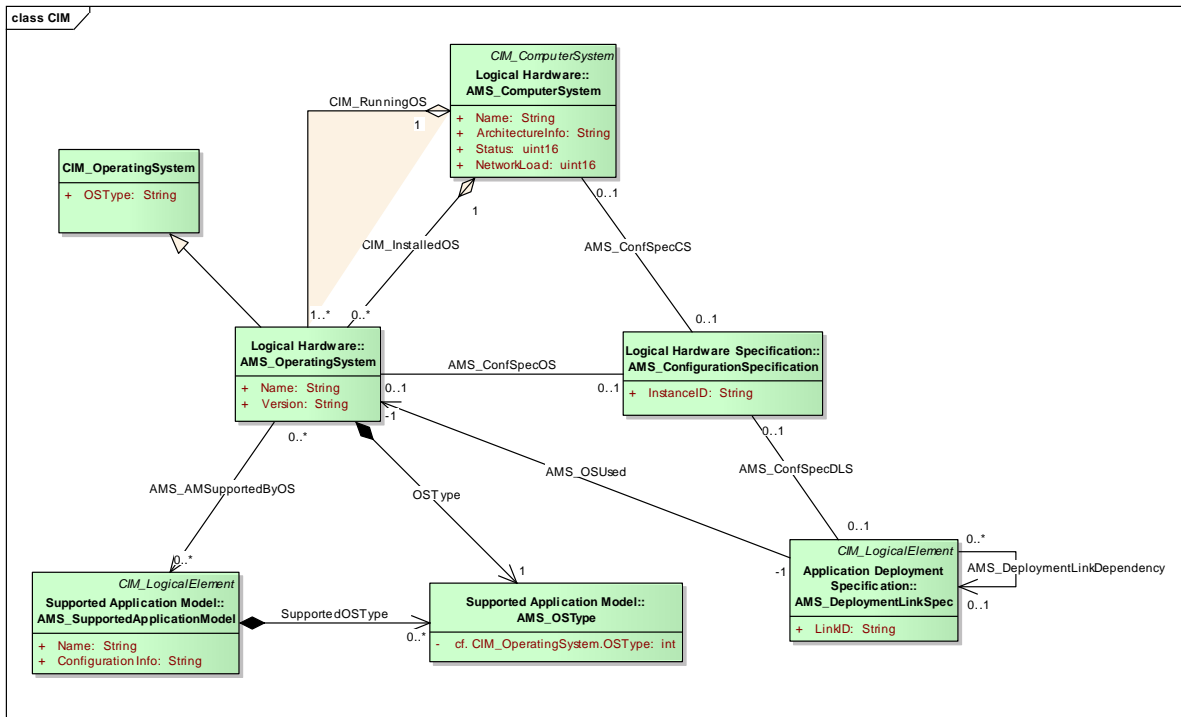 class CIM
CIM_ComputerSystem
Logical Hardware::
AMS_ComputerSystem
+ Name: String
+ ArchitectureInfo: String
+ Status: uint16
+ NetworkLoad: uint16
CIM_RunningOS
1
CIM_OperatingSystem
+ OSType: String
1
0..1
CIM_InstalledOS
AMS_ConfSpecCS
1..*
0..*
0..1
Logical Hardware::
AMS_OperatingSystem
+ Name: String
+ Version: String
AMS_ConfSpecOS
0..1
0..1
-1
Logical Hardware Specification::
AMS_ConfigurationSpecification
+ InstanceID: String
0..*
0..1
AMS_OSUsed
AMS_ConfSpecDLS
AMS_AMSupportedByOS
OSType
0..1
0..*
0..*
1
-1
AMS_DeploymentLinkDependency
0..1
CIM_LogicalElement
Supported Application Model::
AMS_SupportedApplicationModel
+ Name: String
+ ConfigurationInfo: String
SupportedOSType
0..*
Supported Application Model::
AMS_OSType
- cf. CIM_OperatingSystem.OSType: int
CIM_LogicalElement
Application Deployment
Specification::
AMS_DeploymentLinkSpec
+ LinkID: String